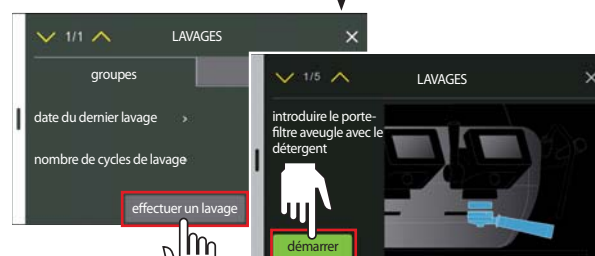 1/1 LAVAGES ×
groupes
date du dernier lavage ›
nombre de cycles de lavage
effectuer un lavage
1/5 LAVAGES ×
introduire le porte-
filtre aveugle avec le
détergent
démarrer